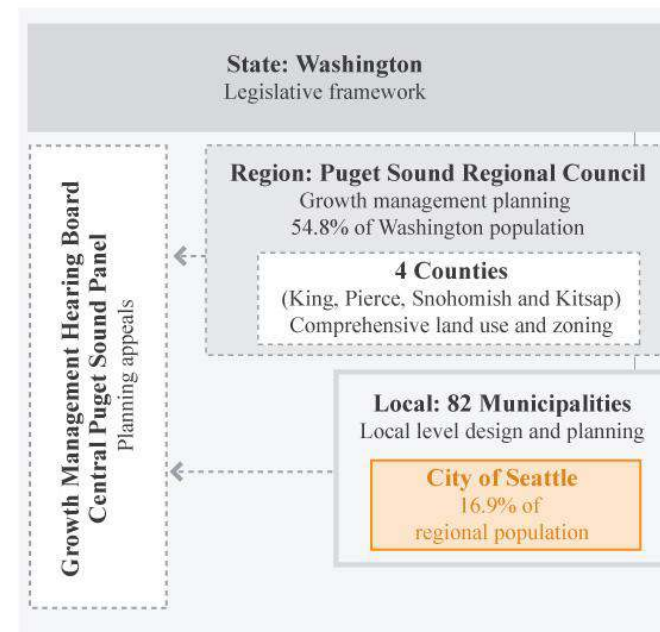 State: Washington
Legislative framework
Growth Management Hearing Board
Central Puget Sound Panel
Planning appeals
Region: Puget Sound Regional Council
Growth management planning
54.8% of Washington population
4 Counties
(King, Pierce, Snohomish and Kitsap)
Comprehensive land use and zoning
Local: 82 Municipalities
Local level design and planning
City of Seattle
16.9% of
regional population